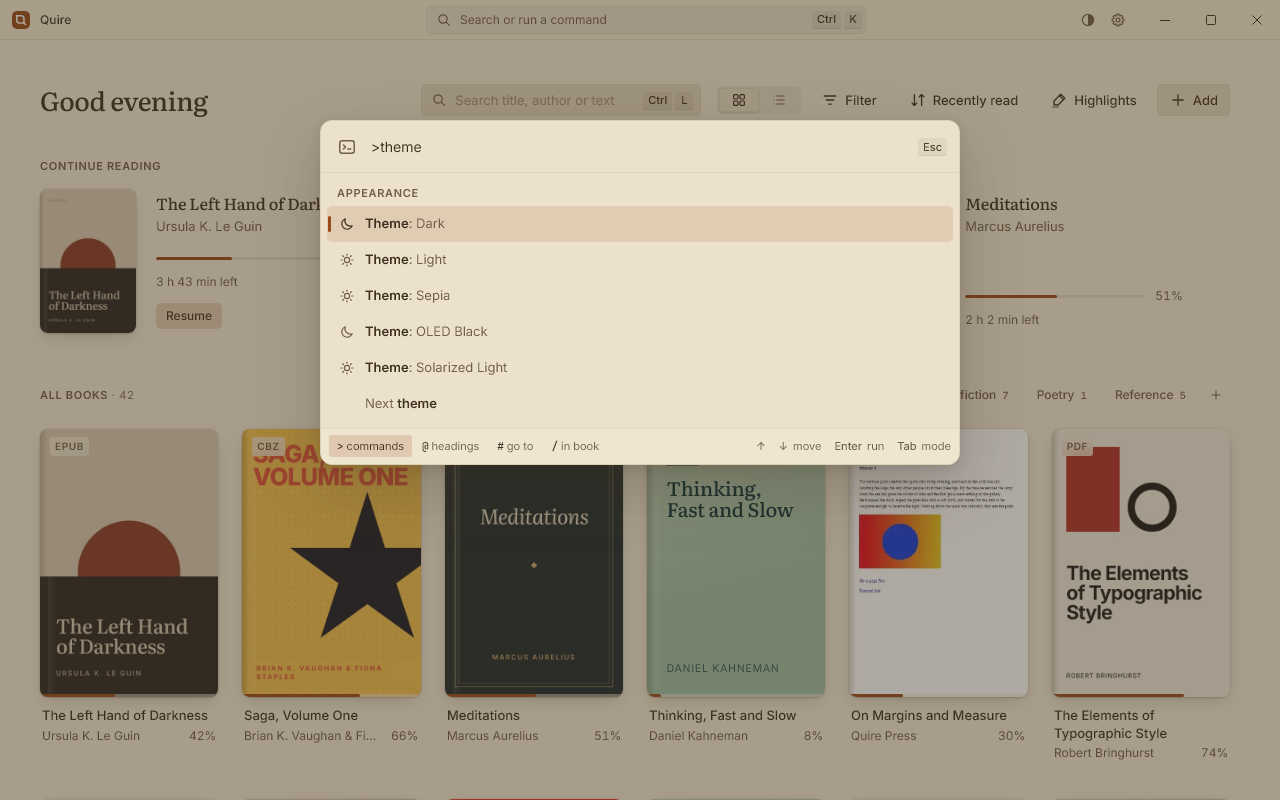 Quire
Search or run a command
Ctrl K
Good evening
Search title, author or text
Ctrl L
Filter
Recently read
Highlights
Add
>theme
Esc
APPEARANCE
Theme: Dark
Theme: Light
Theme: Sepia
Theme: OLED Black
Theme: Solarized Light
Next theme
> commands
@ headings
# go to
/ in book
↑ ↓ move
Enter run
Tab mode
CONTINUE READING
The Left Hand
of Darkness
URSULA K. LE GUIN
The Left Hand of Dark
Ursula K. Le Guin
3 h 43 min left
Resume
Meditations
Marcus Aurelius
51%
2 h 2 min left
ALL BOOKS · 42
fiction 7
Poetry 1
Reference 5
EPUB
The Left Hand
of Darkness
URSULA K. LE GUIN
The Left Hand of Darkness
Ursula K. Le Guin
42%
CBZ
SAGA,
VOLUME ONE
BRIAN K. VAUGHAN & FIONA
STAPLES
Saga, Volume One
Brian K. Vaughan & Fi...
66%
Meditations
MARCUS AURELIUS
Meditations
Marcus Aurelius
51%
Thinking,
Fast and Slow
DANIEL KAHNEMAN
Thinking, Fast and Slow
Daniel Kahneman
8%
On Margins and Measure
Quire Press
30%
PDF
The Elements
of Typographic
Style
ROBERT BRINGHURST
The Elements of
Typographic Style
Robert Bringhurst
74%